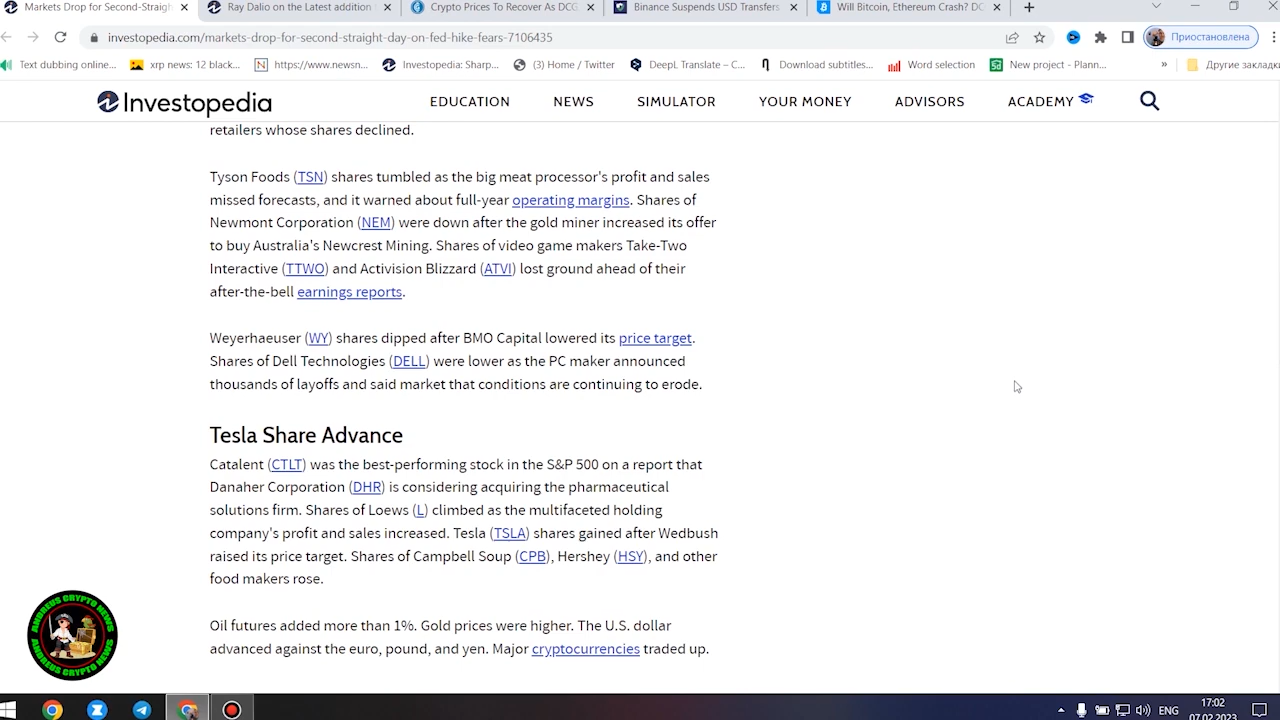 Markets Drop for Second-Straigh
Ray Dalio on the Latest addition
Crypto Prices To Recover As DCG
Binance Suspends USD Transfers
Will Bitcoin, Ethereum Crash? DC
investopedia.com/markets-drop-for-second-straight-day-on-fed-hike-fears-7106435
Приостановлена
Text dubbing online...
xrp news: 12 black...
https://www.newsn...
Investopedia: Sharp...
(3) Home / Twitter
DeepL Translate – C...
Download subtitles...
Word selection
New project - Plann...
»
Другие закладки
Investopedia
EDUCATION
NEWS
SIMULATOR
YOUR MONEY
ADVISORS
ACADEMY
retailers whose shares declined.
Tyson Foods (TSN) shares tumbled as the big meat processor's profit and sales
missed forecasts, and it warned about full-year operating margins. Shares of
Newmont Corporation (NEM) were down after the gold miner increased its offer
to buy Australia's Newcrest Mining. Shares of video game makers Take-Two
Interactive (TTWO) and Activision Blizzard (ATVI) lost ground ahead of their
after-the-bell earnings reports.
Weyerhaeuser (WY) shares dipped after BMO Capital lowered its price target.
Shares of Dell Technologies (DELL) were lower as the PC maker announced
thousands of layoffs and said market that conditions are continuing to erode.
Tesla Share Advance
Catalent (CTLT) was the best-performing stock in the S&P 500 on a report that
Danaher Corporation (DHR) is considering acquiring the pharmaceutical
solutions firm. Shares of Loews (L) climbed as the multifaceted holding
company's profit and sales increased. Tesla (TSLA) shares gained after Wedbush
raised its price target. Shares of Campbell Soup (CPB), Hershey (HSY), and other
food makers rose.
Oil futures added more than 1%. Gold prices were higher. The U.S. dollar
advanced against the euro, pound, and yen. Major cryptocurrencies traded up.
ANDREUS CRYPTO NEWS
ANDREUS CRYPTO NEWS
ENG
17:02
07.02.2023